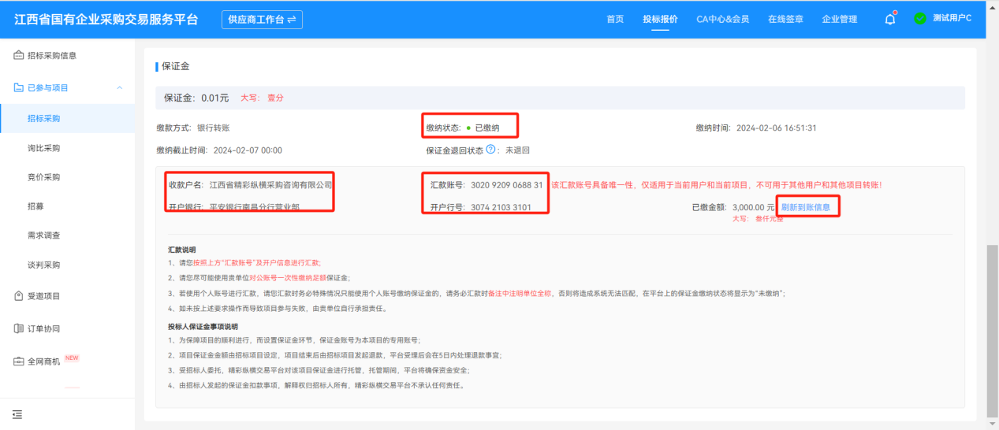 江西省国有企业采购交易服务平台 供应商工作台 首页 投标报价 CA中心&会员 在线签章 企业管理 测试用户C
招标采购信息
已参与项目
招标采购
询比采购
竞价采购
招募
需求调查
谈判采购
受邀项目
订单协同
全网商机 NEW
保证金
保证金：0.01元 大写： 壹分
缴款方式：银行转账 缴纳状态：已缴纳 缴纳时间：2024-02-06 16:51:31
缴纳截止时间：2024-02-07 00:00 保证金退回状态?：未退回
收款户名：江西省精彩纵横采购咨询有限公司 汇款账号：3020 9209 0688 31 该汇款账号具备唯一性，仅适用于当前用户和当前项目，不可用于其他用户和其他项目转账!
开户银行：平安银行南昌分行营业部 开户行号：3074 2103 3101 已缴金额：3,000.00 元 刷新到账信息
大写： 叁仟元整
汇款说明
1、请您按照上方“汇款账号”及开户信息进行汇款;
2、请您尽可能使用贵单位对公账号一次性缴纳足额保证金；
3、若使用个人账号进行汇款，请您汇款时务必特殊情况只能使用个人账号缴纳保证金的，请务必汇款时备注中注明单位全称，否则将造成系统无法匹配，在平台上的保证金缴纳状态将显示为“未缴纳”；
4、如未按上述要求操作而导致项目参与失败，由贵单位自行承担责任。
投标人保证金事项说明
1、为保障项目的顺利进行，而设置保证金环节，保证金账号为本项目的专用账号；
2、项目保证金金额由招标项目设定，项目结束后由招标项目发起退款，平台受理后会在5日内处理退款事宜；
3、受招标人委托，精彩纵横交易平台对该项目保证金进行托管，托管期间，平台将确保资金安全；
4、由招标人发起的保证金扣款事项，解释权归招标人所有，精彩纵横交易平台不承认任何责任。